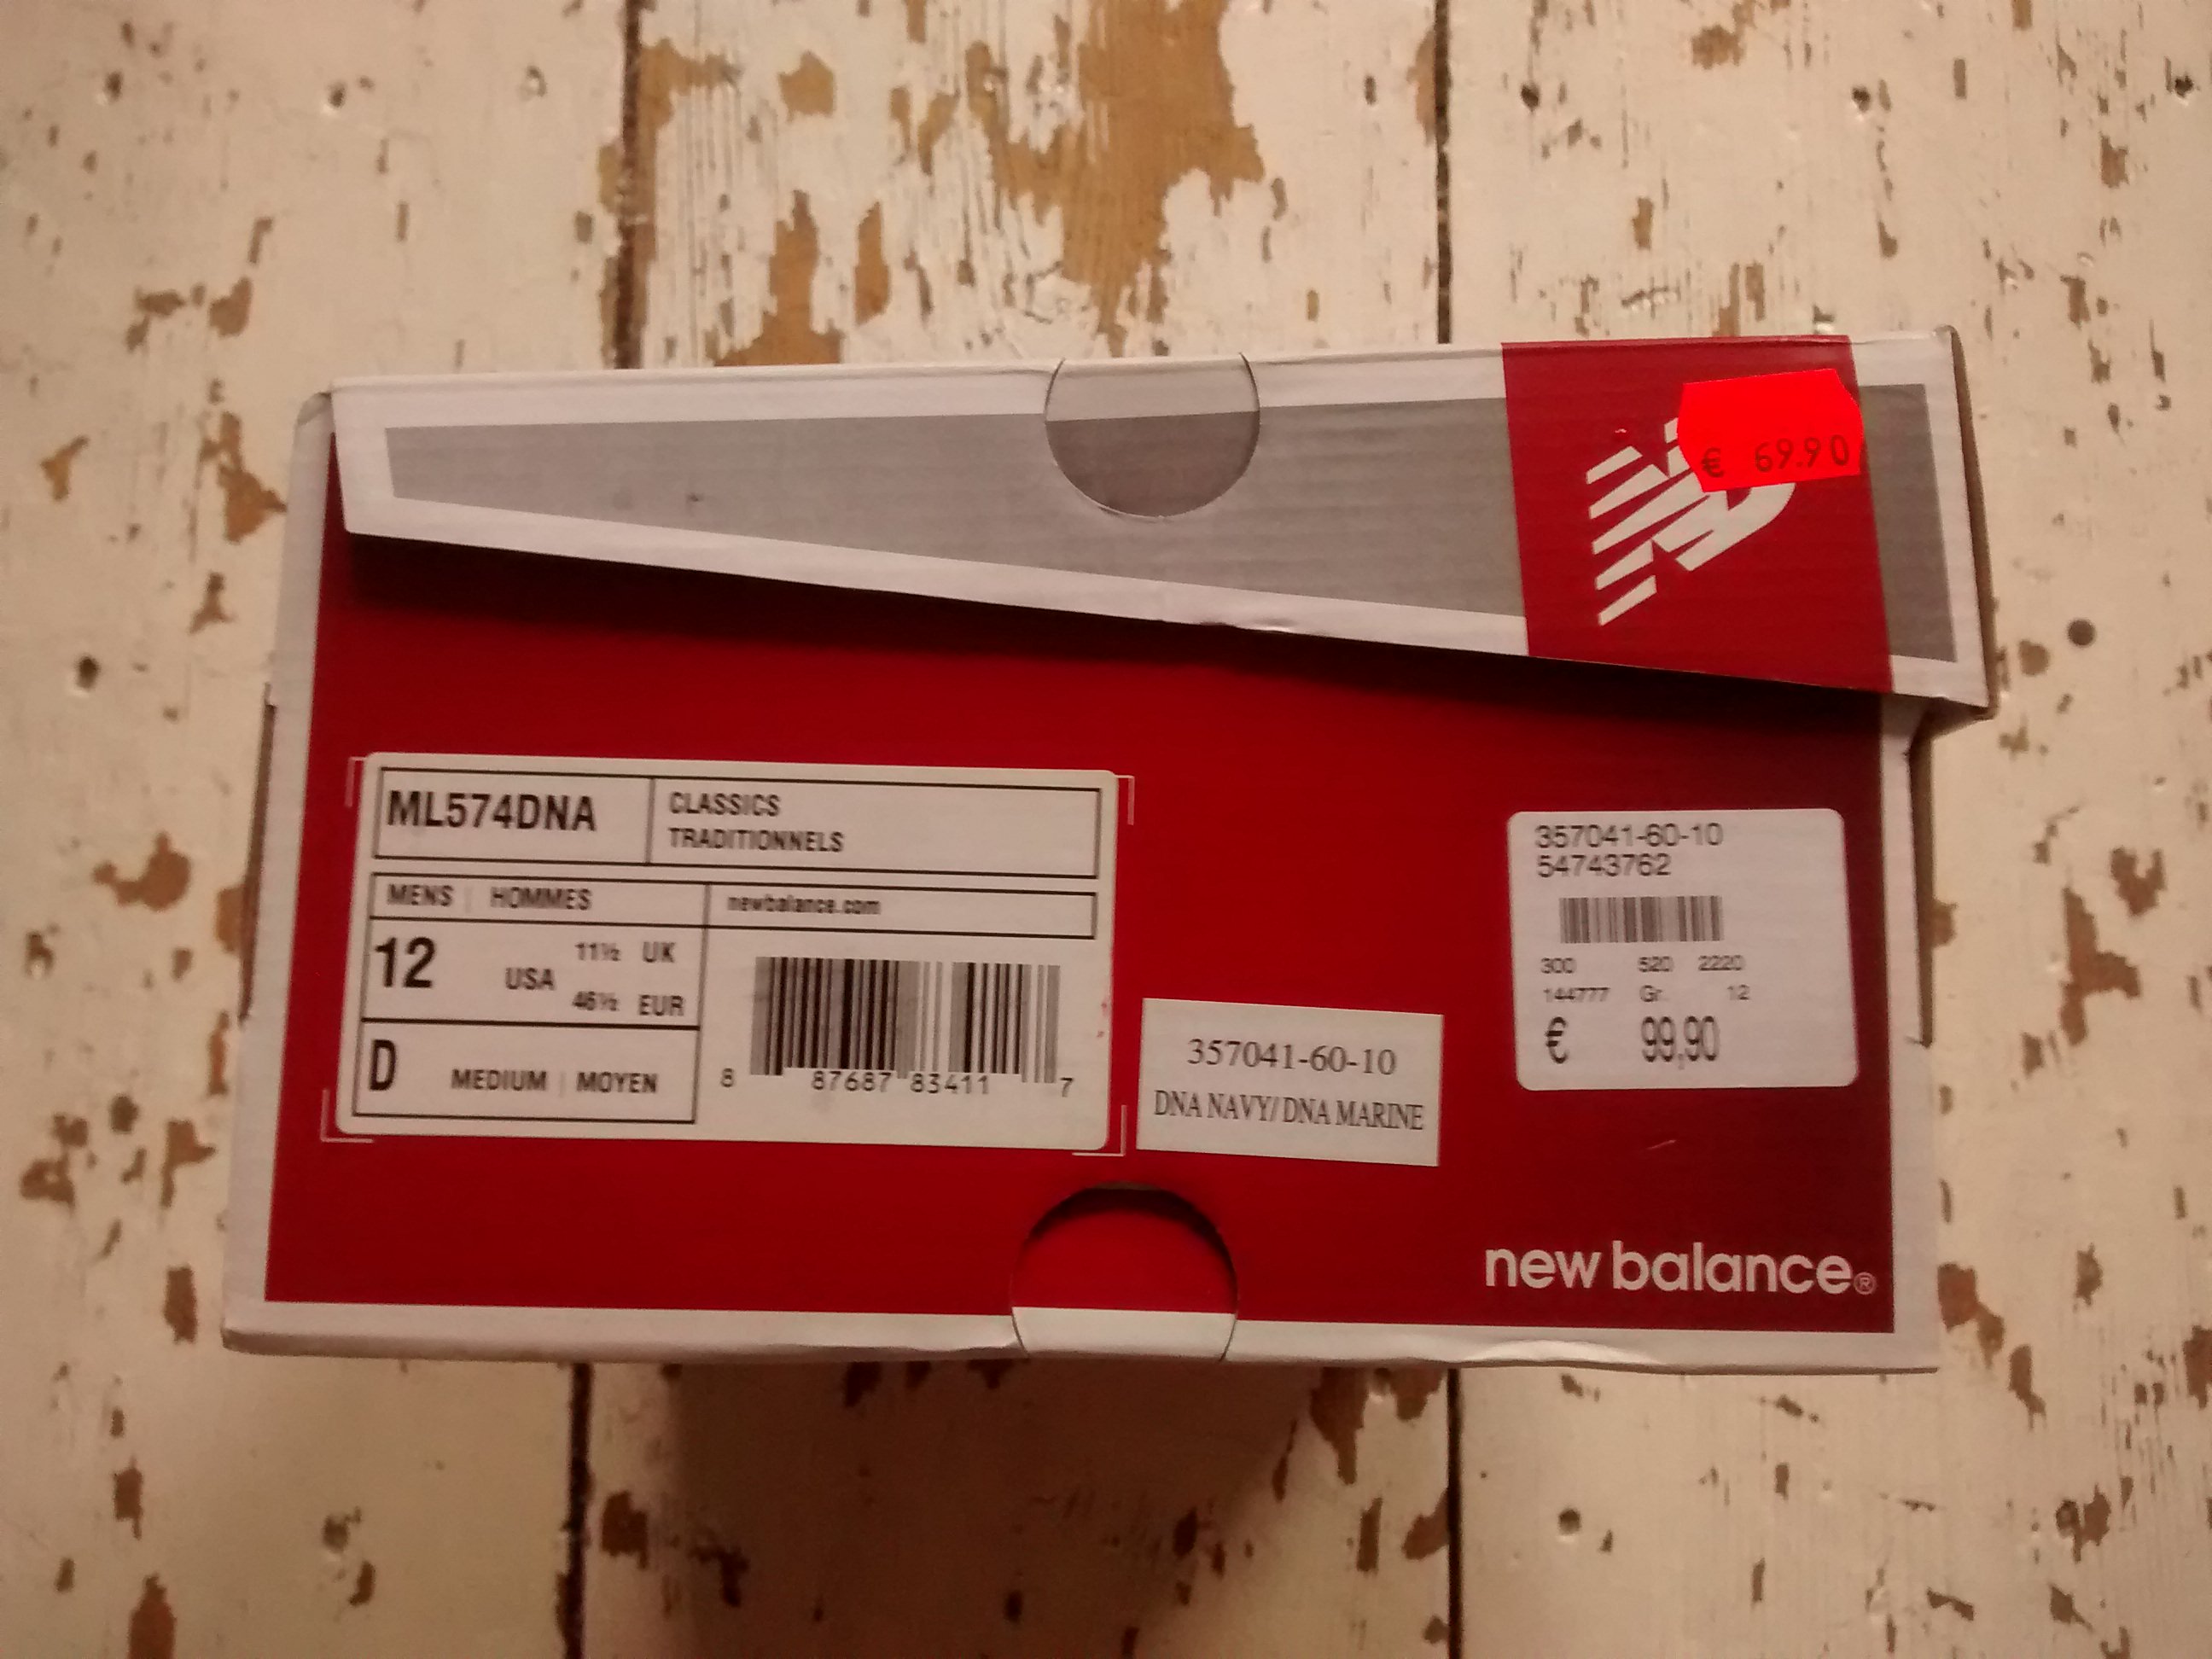 € 69.90
ML574DNA
CLASSICS
TRADITIONNELS
MENS | HOMMES
newbalance.com
12 USA
11½ UK
46½ EUR
D MEDIUM | MOYEN
8 87687 83411 7
357041-60-10
DNA NAVY/ DNA MARINE
357041-60-10
54743762
300 520 2220
144777 Gr. 12
€ 99,90
new balance®